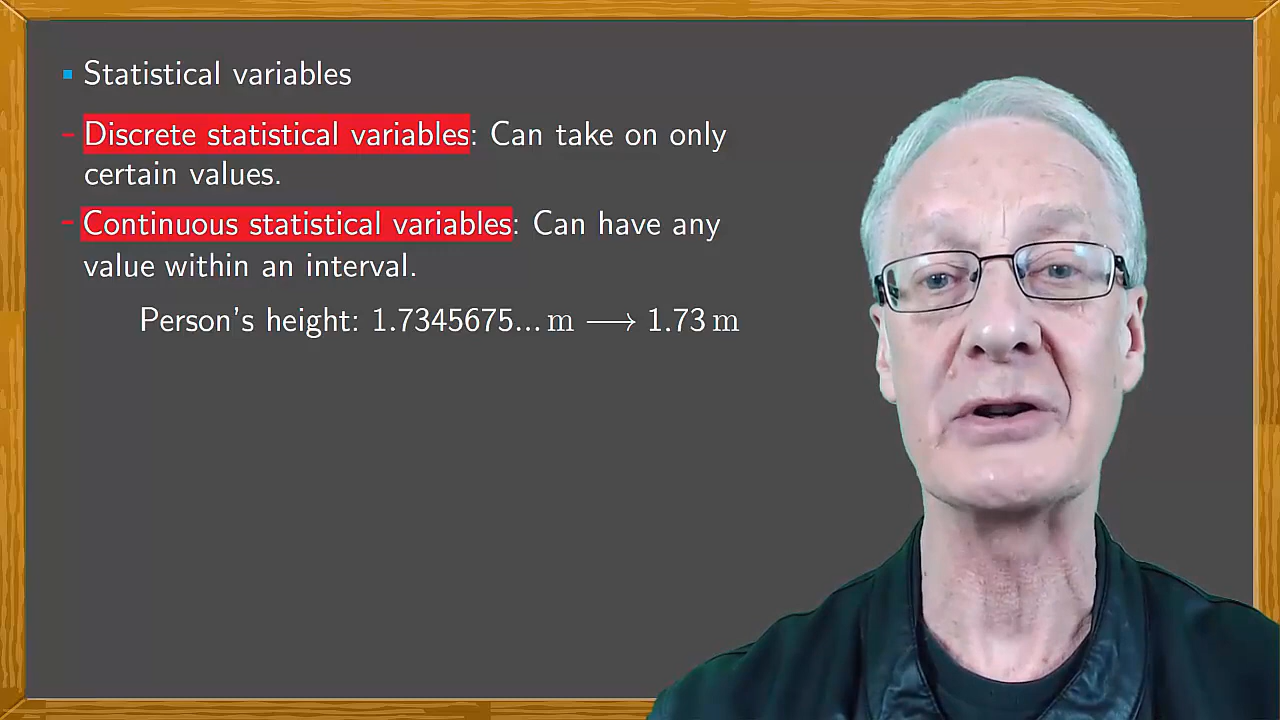 Statistical variables
- Discrete statistical variables: Can take on only
certain values.
- Continuous statistical variables: Can have any
value within an interval.
Person's height: 1.7345675... m ⟶ 1.73 m